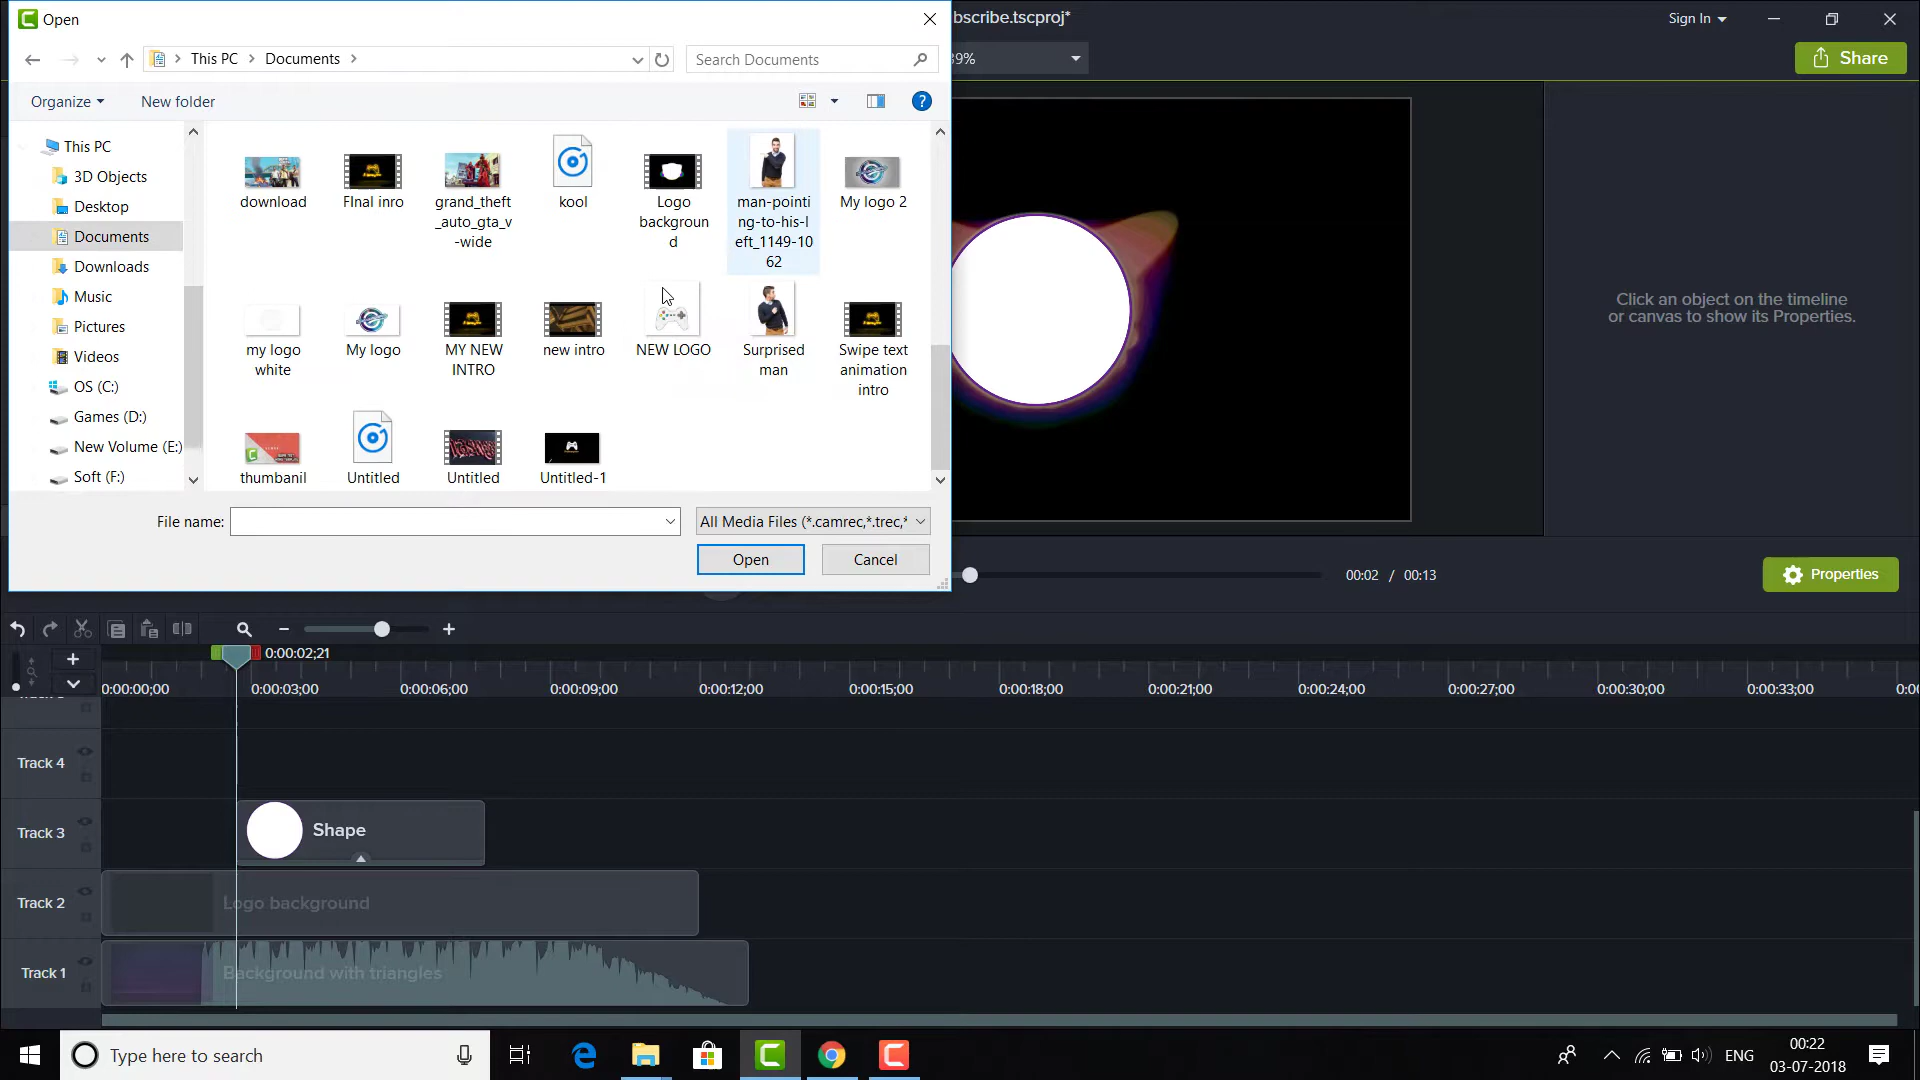 Open
bscribe.tscproj*
Sign In
This PC
Documents
Search Documents
39%
Share
Organize
New folder
This PC
3D Objects
Desktop
Documents
Downloads
Music
Pictures
Videos
OS (C:)
Games (D:)
New Volume (E:)
Soft (F:)
download
FInal inro
grand_theft
_auto_gta_v
-wide
kool
Logo
backgroun
d
man-pointi
ng-to-his-l
eft_1149-10
62
My logo 2
my logo
white
My logo
MY NEW
INTRO
new intro
NEW LOGO
Surprised
man
Swipe text
animation
intro
thumbanil
Untitled
Untitled
Untitled-1
File name:
All Media Files (*.camrec,*.trec,*
Open
Cancel
Click an object on the timeline
or canvas to show its Properties.
00:02 / 00:13
Properties
0:00:02;21
0:00:00;00
0:00:03;00
0:00:06;00
0:00:09;00
0:00:12;00
0:00:15;00
0:00:18;00
0:00:21;00
0:00:24;00
0:00:27;00
0:00:30;00
0:00:33;00
0:00
Track 4
Track 3
Shape
Track 2
Logo background
Track 1
Background with triangles
Type here to search
ENG
00:22
03-07-2018